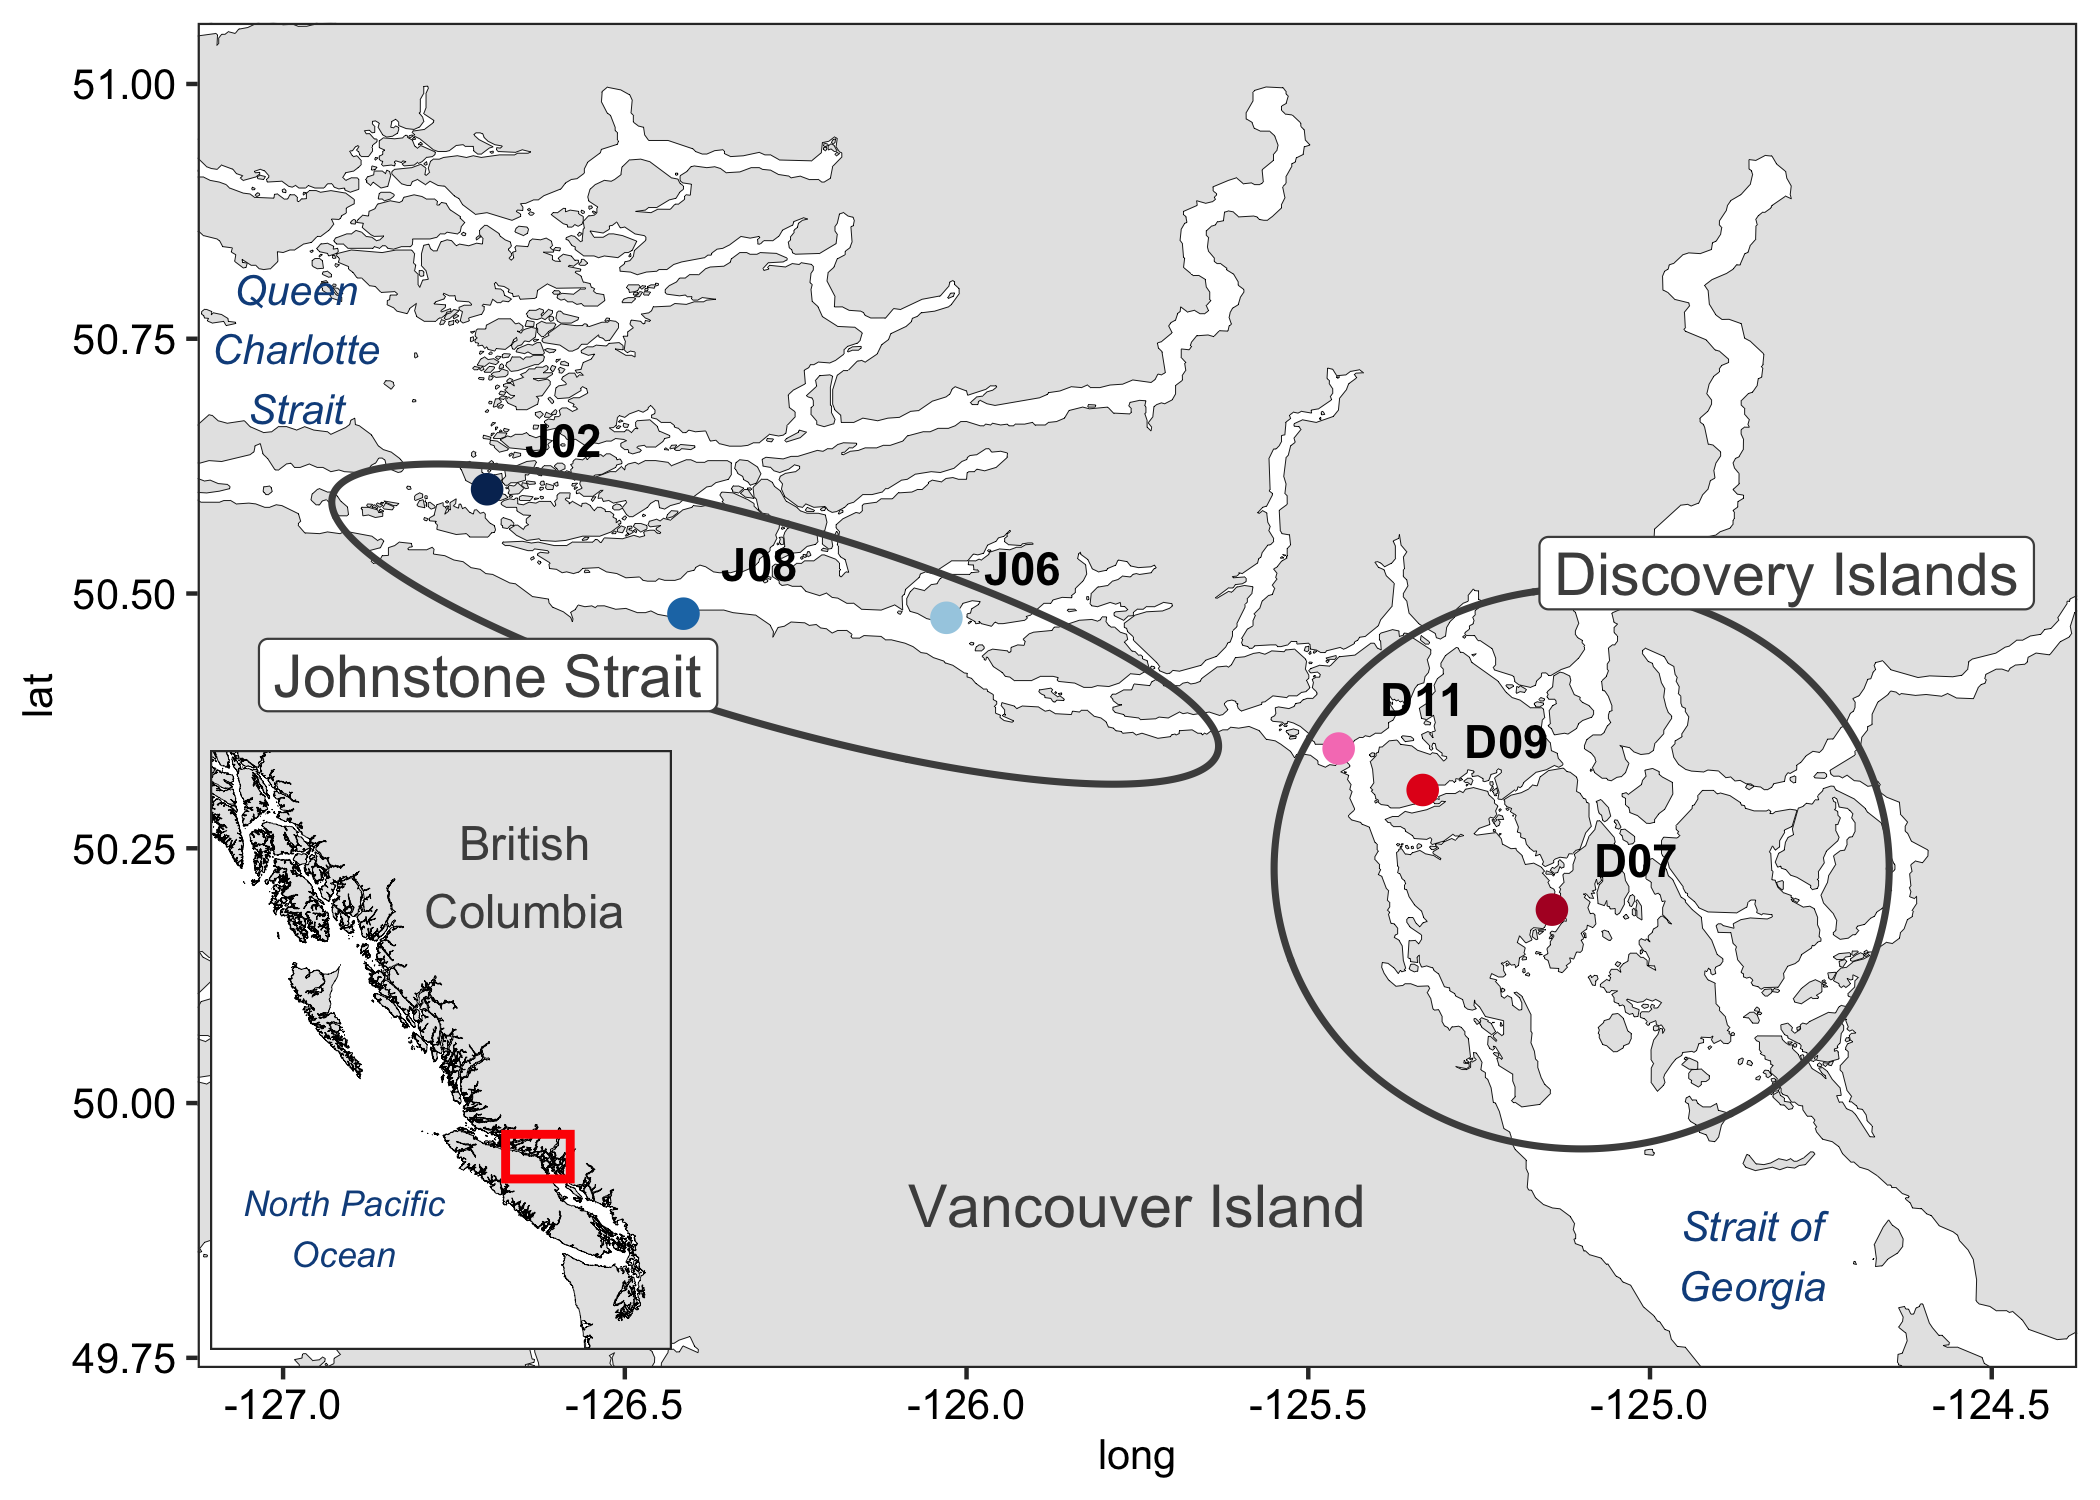 51.00
50.75
50.50
50.25
50.00
49.75
lat
Queen
Charlotte
Strait
J02
J08
J06
Discovery Islands
Johnstone Strait
D11
D09
D07
British
Columbia
North Pacific
Ocean
Vancouver Island
Strait of
Georgia
-127.0
-126.5
-126.0
-125.5
-125.0
-124.5
long